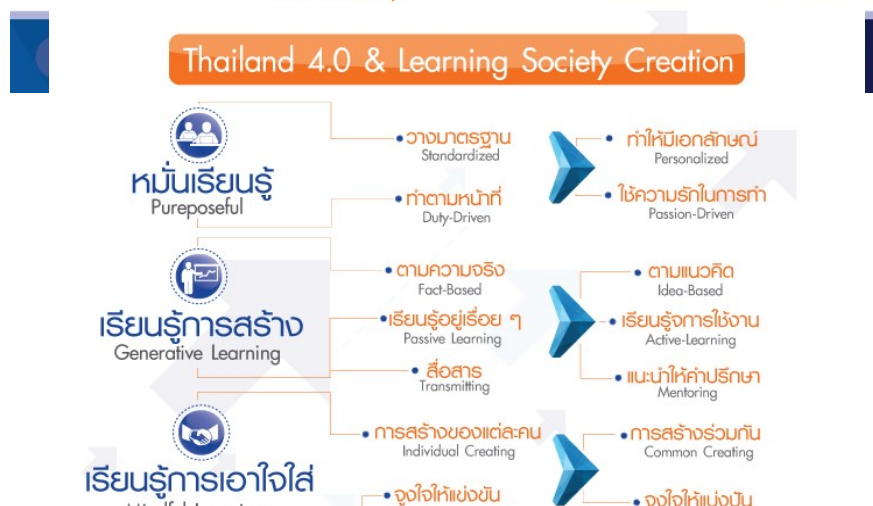 Thailand 4.0 & Learning Society Creation
หมั่นเรียนรู้
Pureposeful
วางมาตรฐาน
Standardized
ทำให้มีเอกลักษณ์
Personalized
ทำตามหน้าที่
Duty-Driven
ใช้ความรักในการทำ
Passion-Driven
เรียนรู้การสร้าง
Generative Learning
ตามความจริง
Fact-Based
ตามแนวคิด
Idea-Based
เรียนรู้อยู่เรื่อย ๆ
Passive Learning
เรียนรู้จการใช้งาน
Active-Learning
สื่อสาร
Transmitting
แนะนำให้คำปรึกษา
Mentoring
เรียนรู้การเอาใจใส่
การสร้างของแต่ละคน
Individual Creating
การสร้างร่วมกัน
Common Creating
จูงใจให้แข่งขัน
จูงใจให้แบ่งปัน